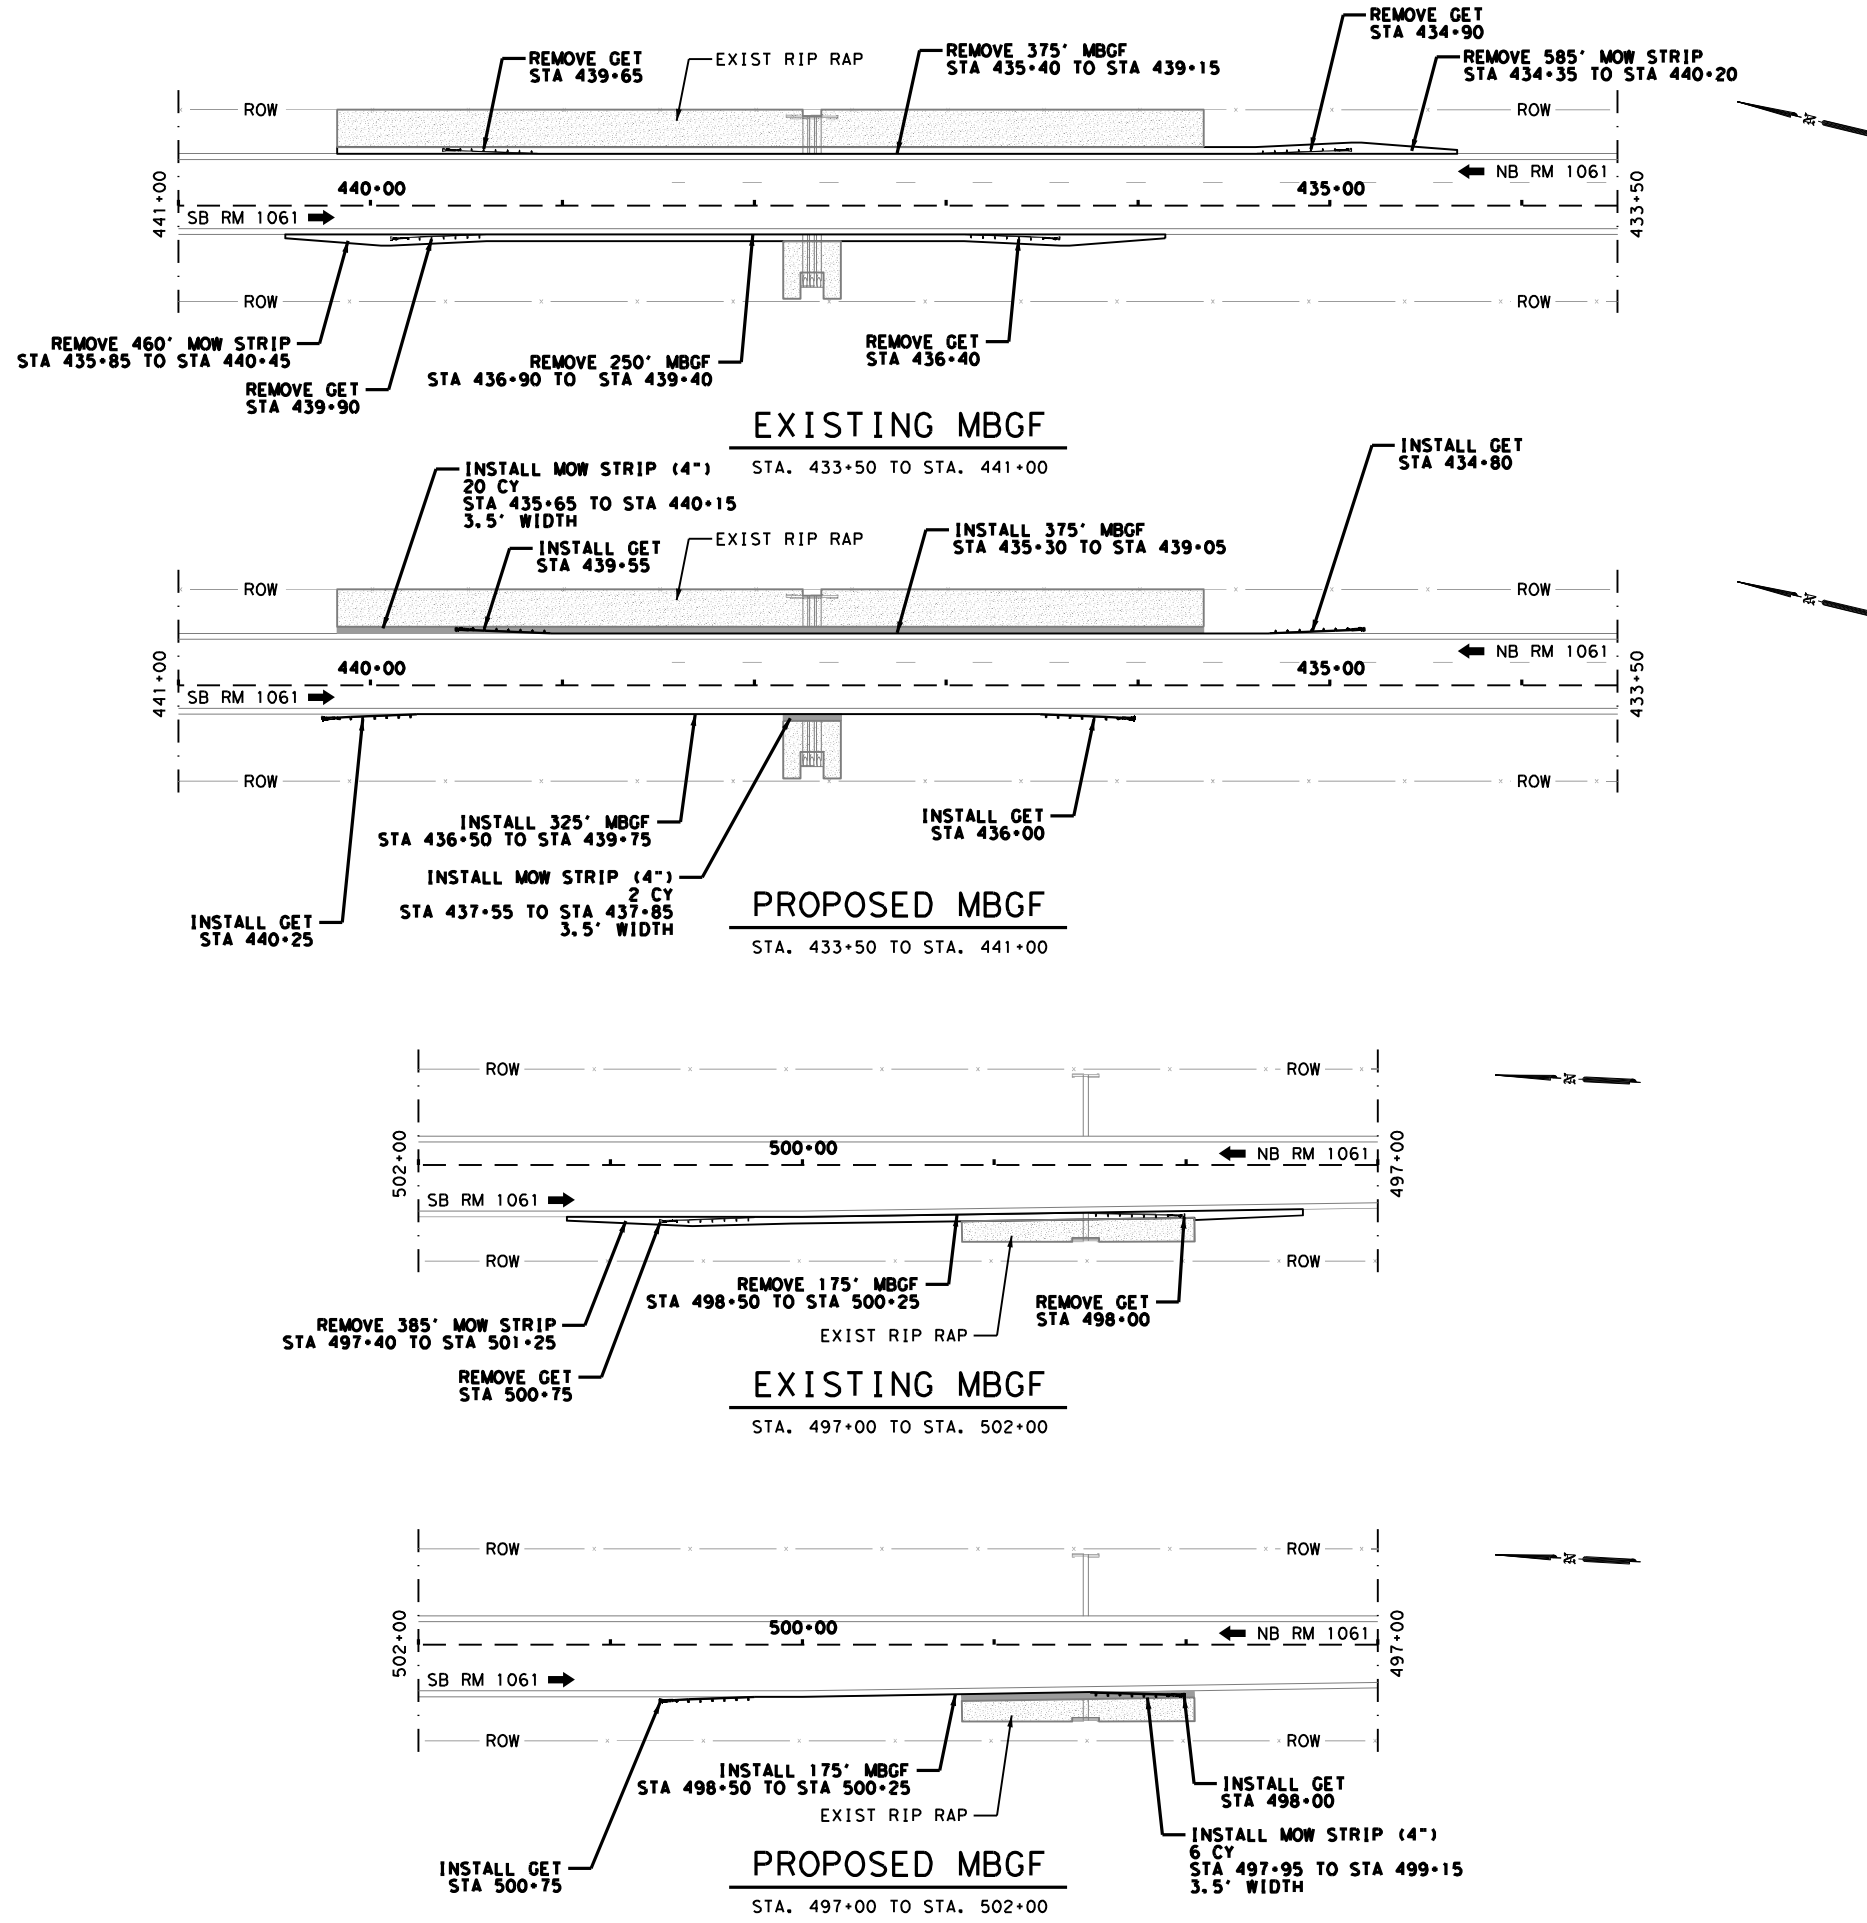 REMOVE GET
STA 434+90
REMOVE GET
STA 439+65
EXIST RIP RAP
REMOVE 375' MBGF
STA 435+40 TO STA 439+15
REMOVE 585' MOW STRIP
STA 434+35 TO STA 440+20
ROW
ROW
N
441+00
440+00
435+00
NB RM 1061
433+50
SB RM 1061
ROW
ROW
REMOVE 460' MOW STRIP
STA 435+85 TO STA 440+45
REMOVE GET
STA 439+90
REMOVE 250' MBGF
STA 436+90 TO STA 439+40
REMOVE GET
STA 436+40
EXISTING MBGF
STA. 433+50 TO STA. 441+00
INSTALL MOW STRIP (4")
20 CY
STA 435+65 TO STA 440+15
3.5' WIDTH
INSTALL GET
STA 439+55
EXIST RIP RAP
INSTALL 375' MBGF
STA 435+30 TO STA 439+05
INSTALL GET
STA 434+80
ROW
ROW
N
441+00
440+00
435+00
NB RM 1061
433+50
SB RM 1061
ROW
ROW
INSTALL 325' MBGF
STA 436+50 TO STA 439+75
INSTALL GET
STA 436+00
INSTALL MOW STRIP (4")
2 CY
STA 437+55 TO STA 437+85
3.5' WIDTH
INSTALL GET
STA 440+25
PROPOSED MBGF
STA. 433+50 TO STA. 441+00
ROW
ROW
N
502+00
500+00
NB RM 1061
497+00
SB RM 1061
ROW
ROW
REMOVE 175' MBGF
STA 498+50 TO STA 500+25
REMOVE GET
STA 498+00
REMOVE 385' MOW STRIP
STA 497+40 TO STA 501+25
EXIST RIP RAP
REMOVE GET
STA 500+75
EXISTING MBGF
STA. 497+00 TO STA. 502+00
ROW
ROW
N
502+00
500+00
NB RM 1061
497+00
SB RM 1061
ROW
ROW
INSTALL 175' MBGF
STA 498+50 TO STA 500+25
INSTALL GET
STA 498+00
EXIST RIP RAP
INSTALL MOW STRIP (4")
6 CY
STA 497+95 TO STA 499+15
3.5' WIDTH
INSTALL GET
STA 500+75
PROPOSED MBGF
STA. 497+00 TO STA. 502+00